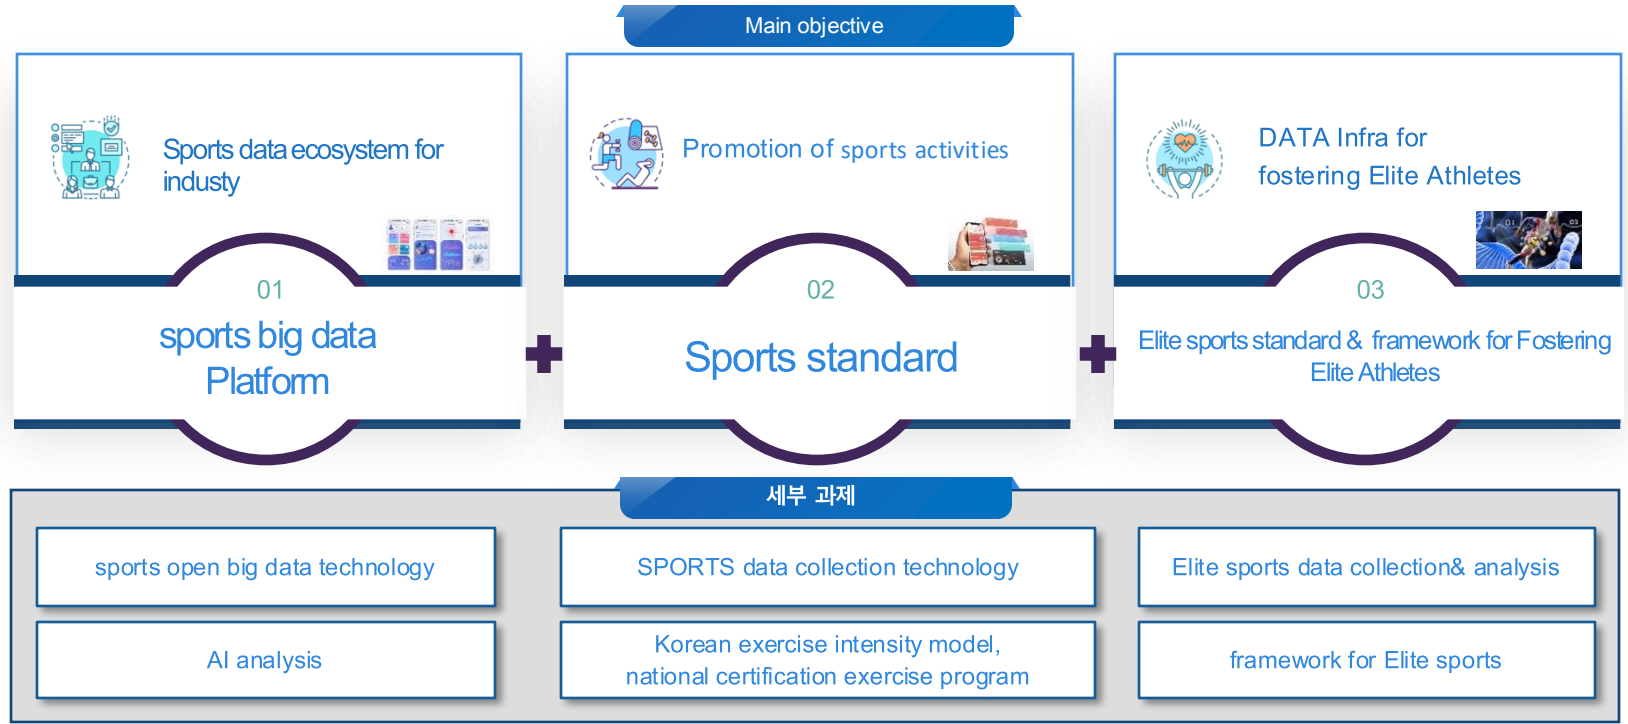 Main objective
Sports data ecosystem for
industy
Promotion of sports activities
DATA Infra for
fostering Elite Athletes
01
sports big data
Platform
02
Sports standard
03
Elite sports standard & framework for Fostering
Elite Athletes
세부 과제
sports open big data technology
SPORTS data collection technology
Elite sports data collection& analysis
AI analysis
Korean exercise intensity model,
national certification exercise program
framework for Elite sports